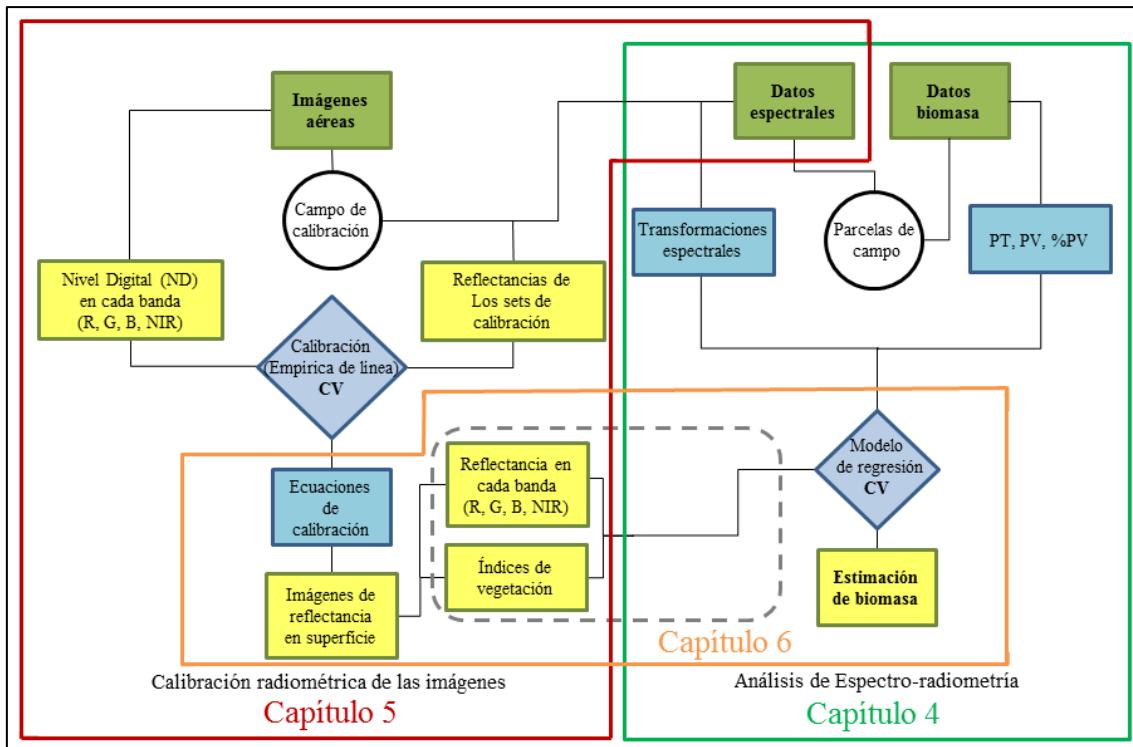 Imágenes
aéreas
Datos
espectrales
Datos
biomasa
Campo de
calibración
Transformaciones
espectrales
Parcelas de
campo
PT, PV, %PV
Nivel Digital (ND)
en cada banda
(R, G, B, NIR)
Reflectancias de
Los sets de
calibración
Calibración
(Empírica de linea)
CV
Modelo
de regresión
CV
Reflectancia en
cada banda
(R, G, B, NIR)
Ecuaciones
de
calibración
Índices de
vegetación
Imágenes de
reflectancia
en superficie
Estimación
de biomasa
Capítulo 6
Calibración radiométrica de las imágenes
Capítulo 5
Análisis de Espectro-radiometría
Capítulo 4